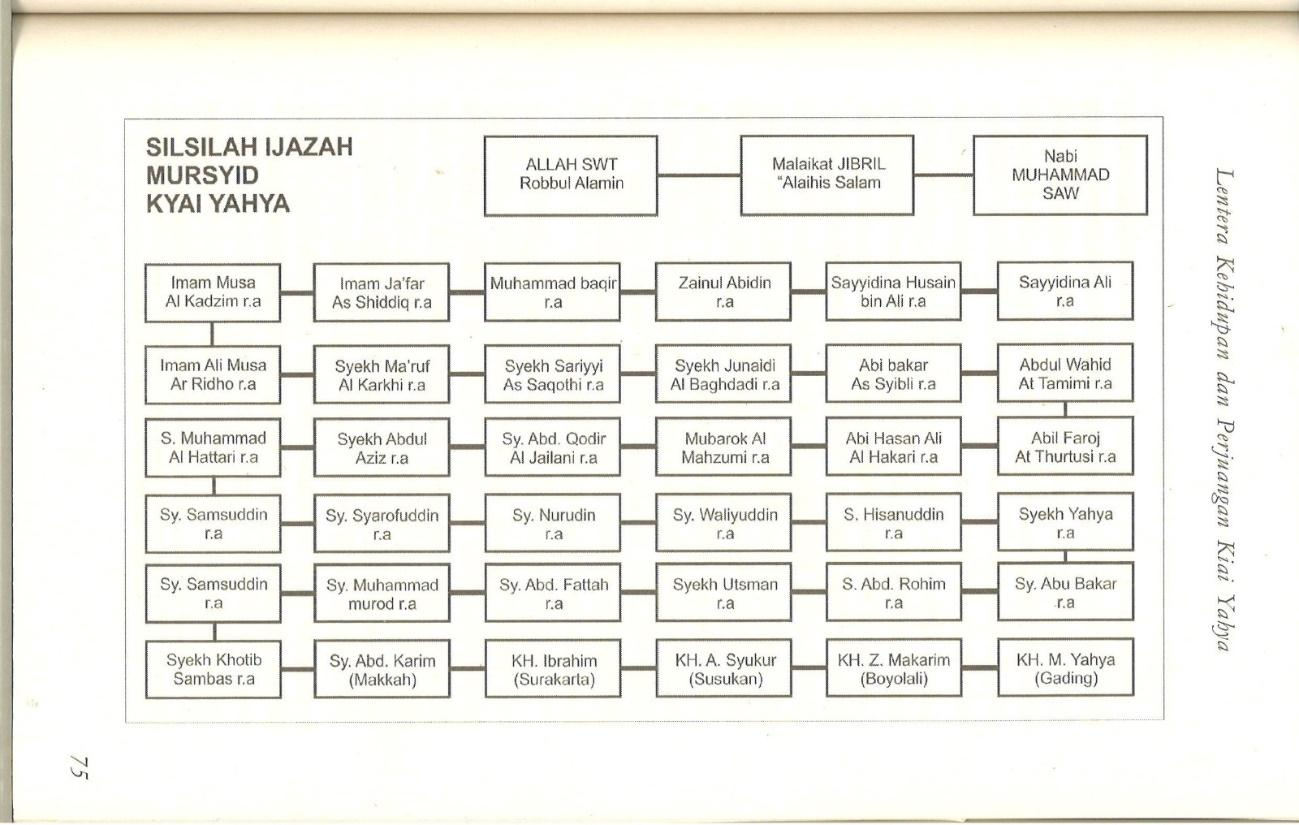 SILSILAH IJAZAH
MURSYID
KYAI YAHYA
ALLAH SWT
Robbul Alamin
Malaikat JIBRIL
“Alaihis Salam
Nabi
MUHAMMAD
SAW
Imam Musa
Al Kadzim r.a
Imam Ja'far
As Shiddiq r.a
Muhammad baqir
r.a
Zainul Abidin
r.a
Sayyidina Husain
bin Ali r.a
Sayyidina Ali
r.a
Imam Ali Musa
Ar Ridho r.a
Syekh Ma'ruf
Al Karkhi r.a
Syekh Sariyyi
As Saqothi r.a
Syekh Junaidi
Al Baghdadi r.a
Abi bakar
As Syibli r.a
Abdul Wahid
At Tamimi r.a
S. Muhammad
Al Hattari r.a
Syekh Abdul
Aziz r.a
Sy. Abd. Qodir
Al Jailani r.a
Mubarok Al
Mahzumi r.a
Abi Hasan Ali
Al Hakari r.a
Abil Faroj
At Thurtusi r.a
Sy. Samsuddin
r.a
Sy. Syarofuddin
r.a
Sy. Nurudin
r.a
Sy. Waliyuddin
r.a
S. Hisanuddin
r.a
Syekh Yahya
r.a
Sy. Samsuddin
r.a
Sy. Muhammad
murod r.a
Sy. Abd. Fattah
r.a
Syekh Utsman
r.a
S. Abd. Rohim
r.a
Sy. Abu Bakar
r.a
Syekh Khotib
Sambas r.a
Sy. Abd. Karim
(Makkah)
KH. Ibrahim
(Surakarta)
KH. A. Syukur
(Susukan)
KH. Z. Makarim
(Boyolali)
KH. M. Yahya
(Gading)
Lentera Kehidupan dan Perjuangan Kiai Yahya
75